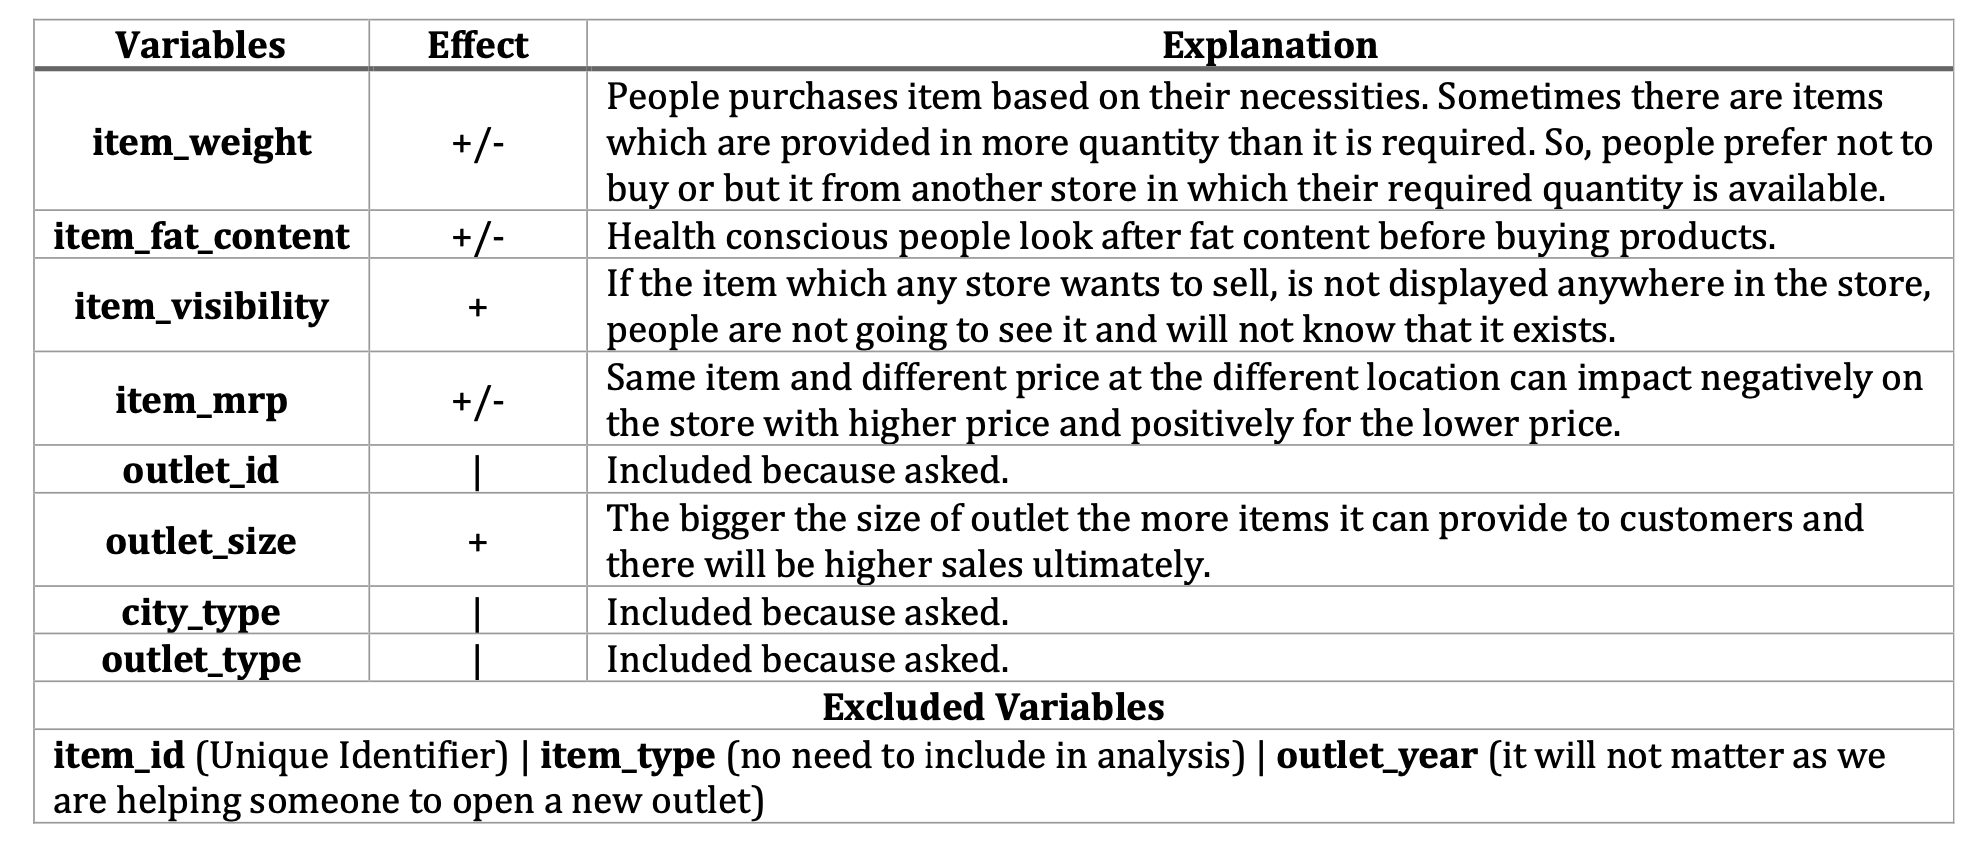 Variables Effect Explanation
item_weight +/- People purchases item based on their necessities. Sometimes there are items
which are provided in more quantity than it is required. So, people prefer not to
buy or but it from another store in which their required quantity is available.
item_fat_content +/- Health conscious people look after fat content before buying products.
item_visibility + If the item which any store wants to sell, is not displayed anywhere in the store,
people are not going to see it and will not know that it exists.
item_mrp +/- Same item and different price at the different location can impact negatively on
the store with higher price and positively for the lower price.
outlet_id | Included because asked.
outlet_size + The bigger the size of outlet the more items it can provide to customers and
there will be higher sales ultimately.
city_type | Included because asked.
outlet_type | Included because asked.
Excluded Variables
item_id (Unique Identifier) | item_type (no need to include in analysis) | outlet_year (it will not matter as we
are helping someone to open a new outlet)